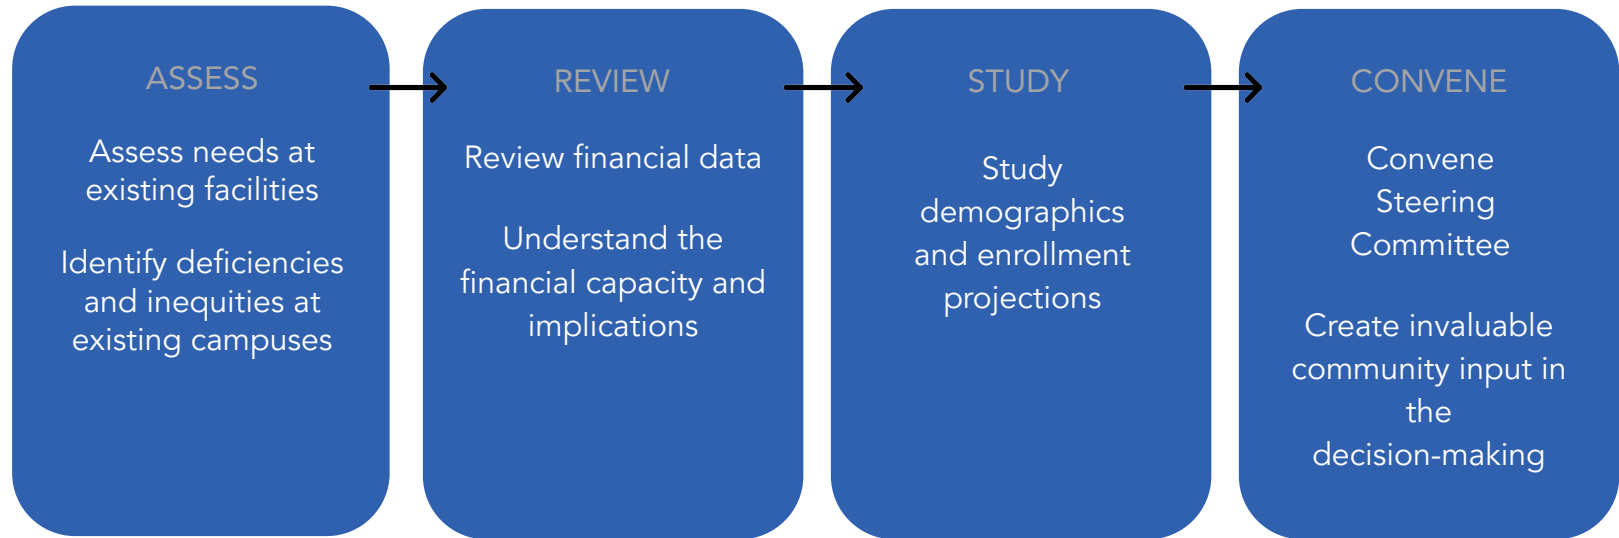 ASSESS
Assess needs at
existing facilities
Identify deficiencies
and inequities at
existing campuses
REVIEW
Review financial data
Understand the
financial capacity and
implications
STUDY
Study
demographics
and enrollment
projections
CONVENE
Convene
Steering
Committee
Create invaluable
community input in
the
decision-making